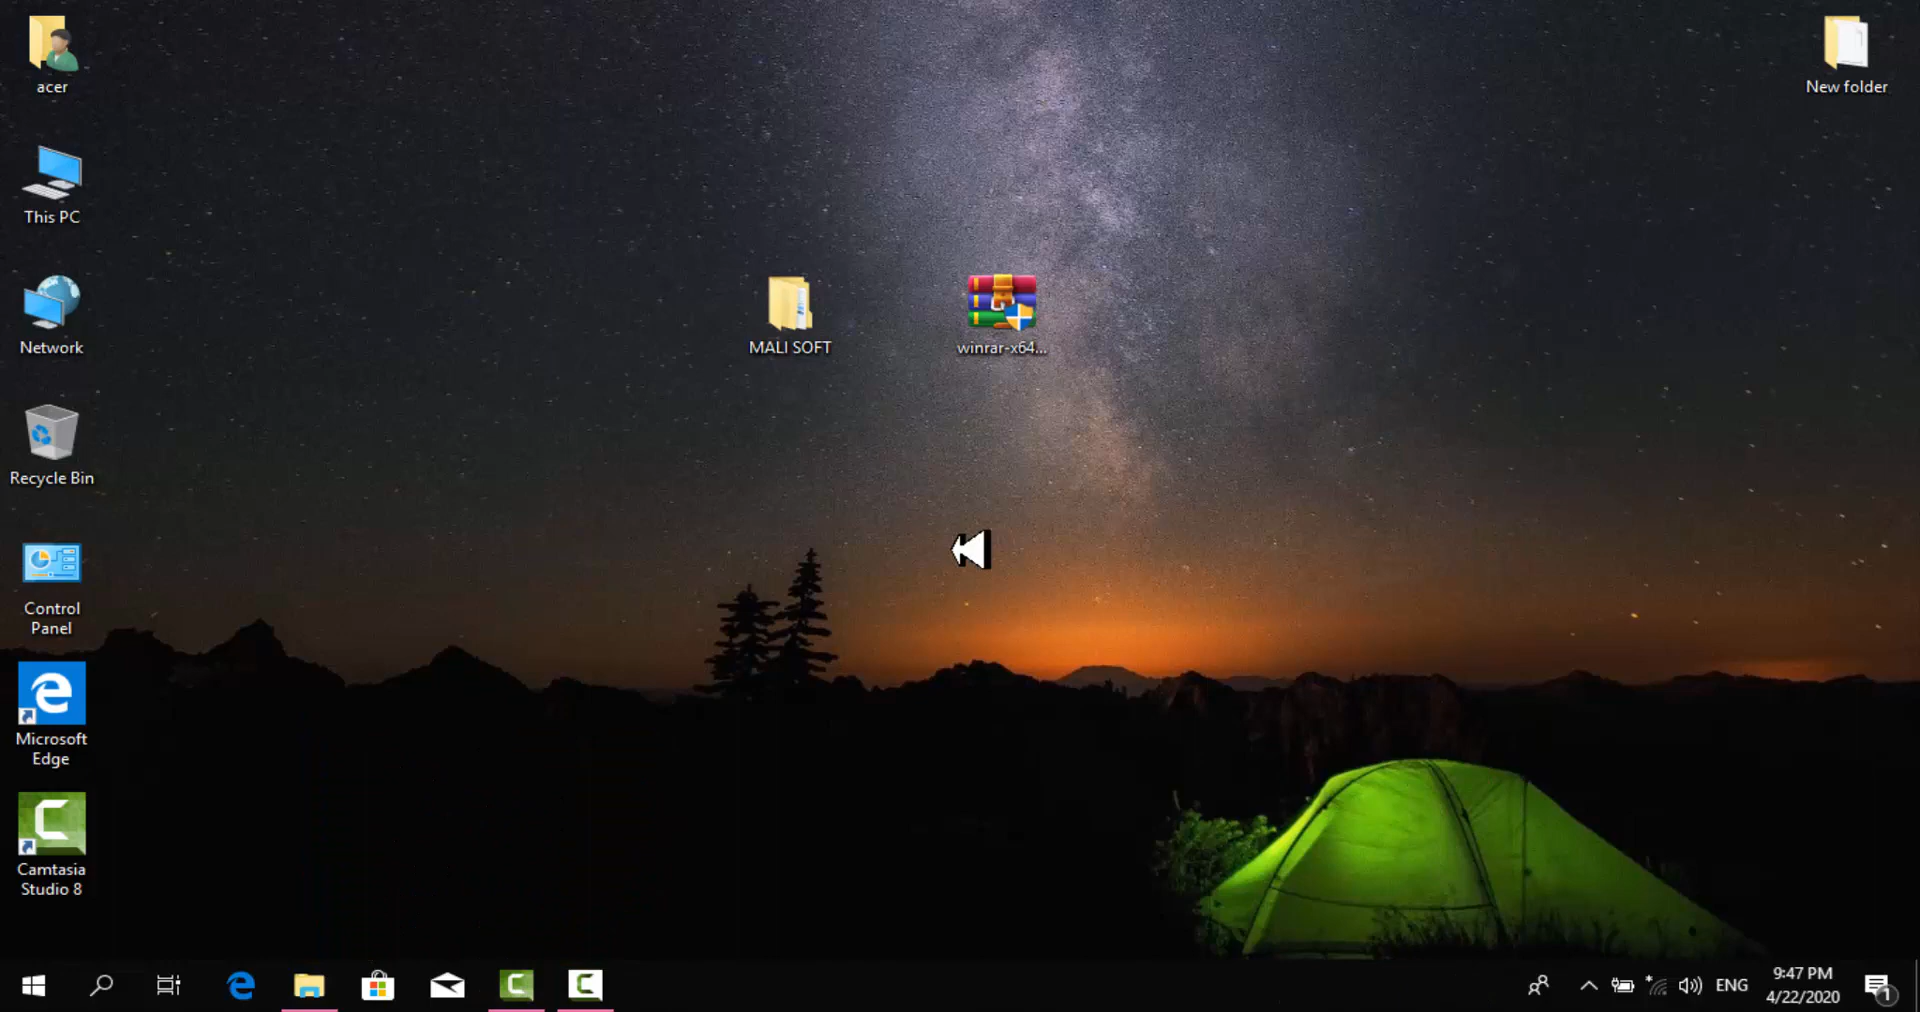 acer
New folder
This PC
Network
MALI SOFT
winrar-x64...
Recycle Bin
Control
Panel
Microsoft
Edge
Camtasia
Studio 8
ENG
9:47 PM
4/22/2020
1